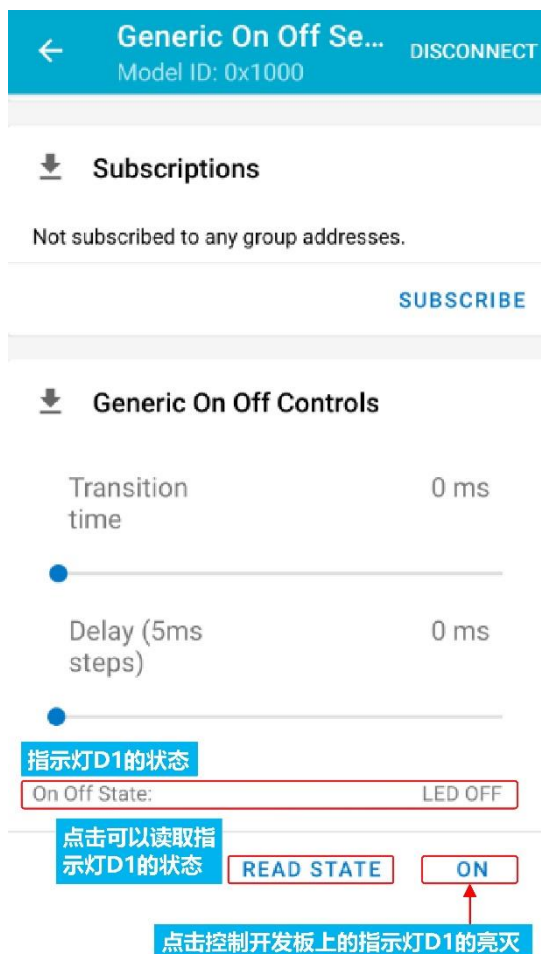 Generic On Off Se...
DISCONNECT
Model ID: 0x1000
Subscriptions
Not subscribed to any group addresses.
SUBSCRIBE
Generic On Off Controls
Transition
time
0 ms
Delay (5ms
steps)
0 ms
指示灯D1的状态
On Off State:
LED OFF
点击可以读取指
示灯D1的状态
READ STATE
ON
点击控制开发板上的指示灯D1的亮灭